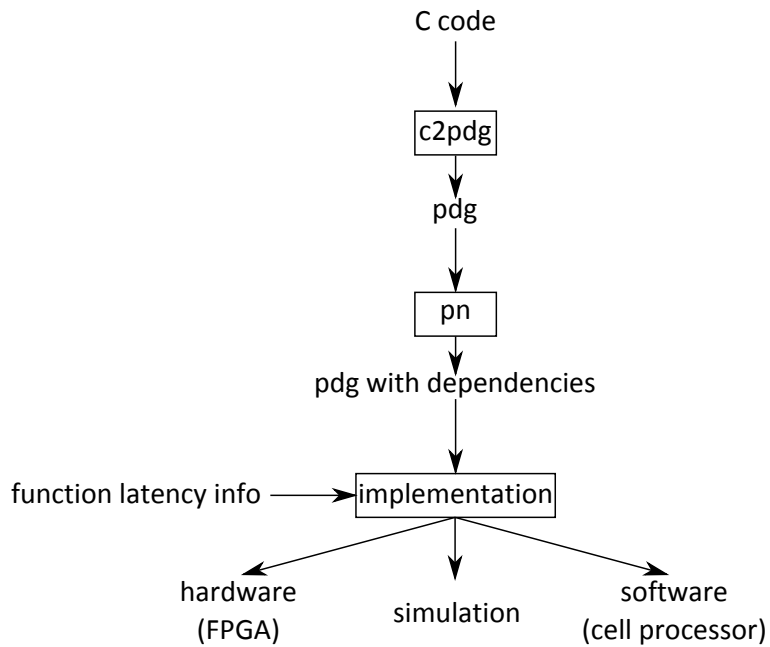 C code
c2pdg
pdg
pn
pdg with dependencies
function latency info
implementation
hardware
(FPGA)
simulation
software
(cell processor)